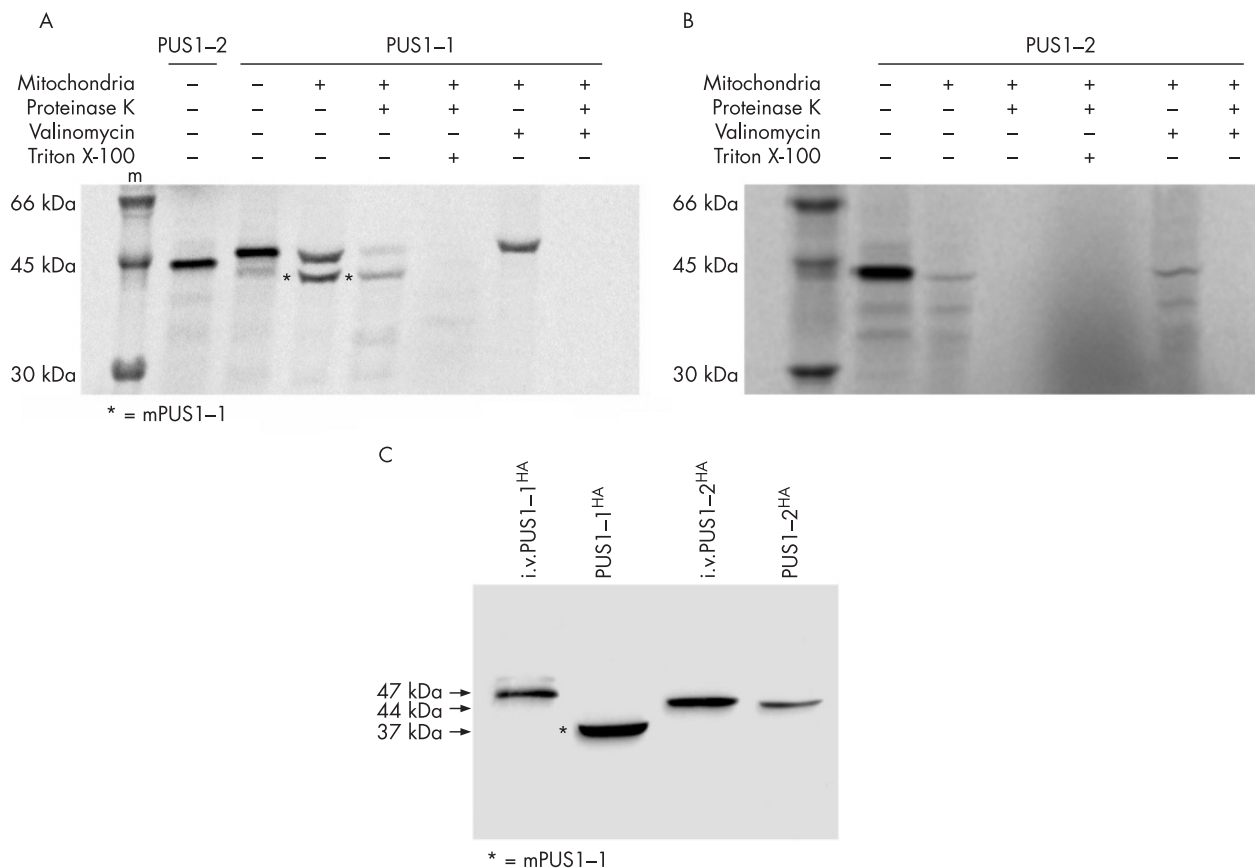 A
PUS1–2 PUS1–1
Mitochondria – – + + + + +
Proteinase K – – – + + – +
Valinomycin – – – – – + +
Triton X-100 – – – – + – –
m
66 kDa
45 kDa
* *
30 kDa
* = mPUS1–1
B
PUS1–2
Mitochondria – + + + + +
Proteinase K – – + + – +
Valinomycin – – – – + +
Triton X-100 – – – + – –
66 kDa
45 kDa
30 kDa
C
i.v.PUS1–1HA PUS1–1HA i.v.PUS1–2HA PUS1–2HA
47 kDa
44 kDa
37 kDa *
* = mPUS1–1